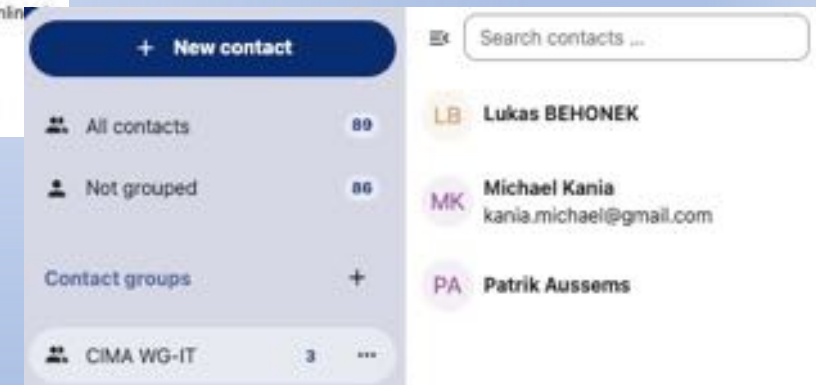 + New contact
All contacts 89
Not grouped 86
Contact groups +
CIMA WG-IT 3 ...
Search contacts ...
LB Lukas BEHONEK
MK Michael Kania
kania.michael@gmail.com
PA Patrik Aussems